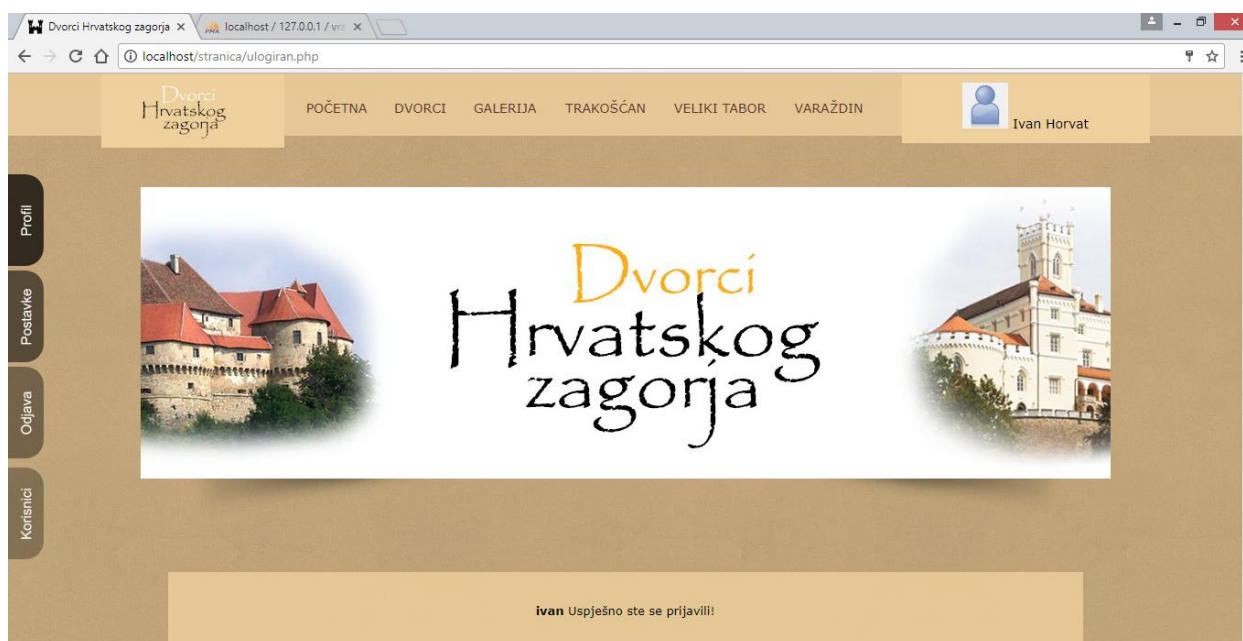 Dvorci Hrvatskog zagorja
localhost / 127.0.0.1 / vra
localhost/stranica/ulogiran.php
Dvorci
Hrvatskog
zagorja
POČETNA DVORCI GALERIJA TRAKOŠĆAN VELIKI TABOR VARAŽDIN
Ivan Horvat
Profil
Postavke
Odjava
Korisnici
Dvorci
Hrvatskog
zagorja
ivan Uspješno ste se prijavili!